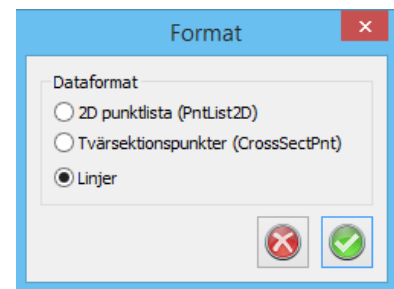 Format
Dataformat
2D punktlista (PntList2D)
Tvärsektionspunkter (CrossSectPnt)
Linjer